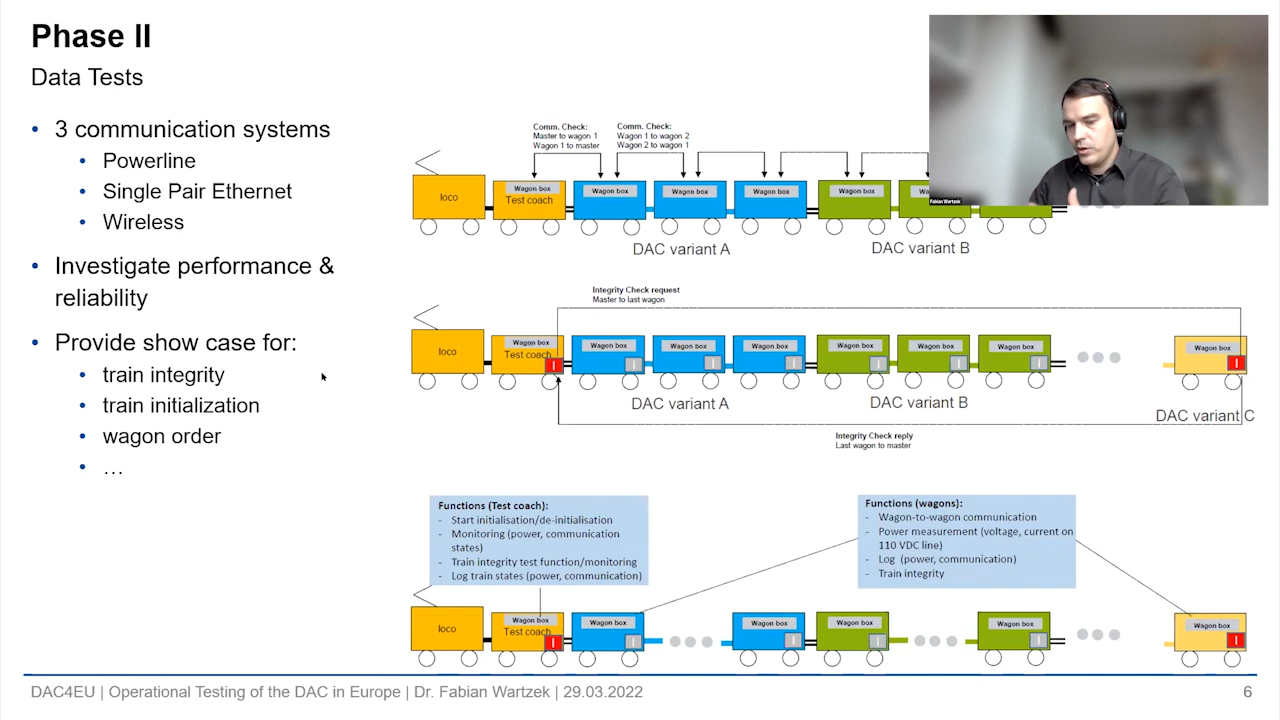 Phase II
Data Tests
• 3 communication systems
• Powerline
• Single Pair Ethernet
• Wireless
• Investigate performance &
reliability
• Provide show case for:
• train integrity
• train initialization
• wagon order
• …
Comm. Check:
Master to wagon 1
Wagon 1 to master
Comm. Check:
Wagon 1 to wagon 2
Wagon 2 to wagon 1
loco
Wagon box
Test coach
Wagon box
Wagon box
Wagon box
Wagon box
DAC variant A
DAC variant B
Fabian Wartzek
Integrity Check request
Master to last wagon
loco
Wagon box
Test coach
I
Wagon box
I
Wagon box
I
Wagon box
I
Wagon box
I
Wagon box
I
Wagon box
I
Wagon box
I
DAC variant A
DAC variant B
DAC variant C
Integrity Check reply
Last wagon to master
Functions (Test coach):
- Start initialisation/de-initialisation
- Monitoring (power, communication
states)
- Train integrity test function/monitoring
- Log train states (power, communication)
Functions (wagons):
- Wagon-to-wagon communication
- Power measurement (voltage, current on
110 VDC line)
- Log (power, communication)
- Train integrity
loco
Wagon box
Test coach
I
Wagon box
I
Wagon box
I
Wagon box
I
Wagon box
I
Wagon box
I
DAC4EU | Operational Testing of the DAC in Europe | Dr. Fabian Wartzek | 29.03.2022
6